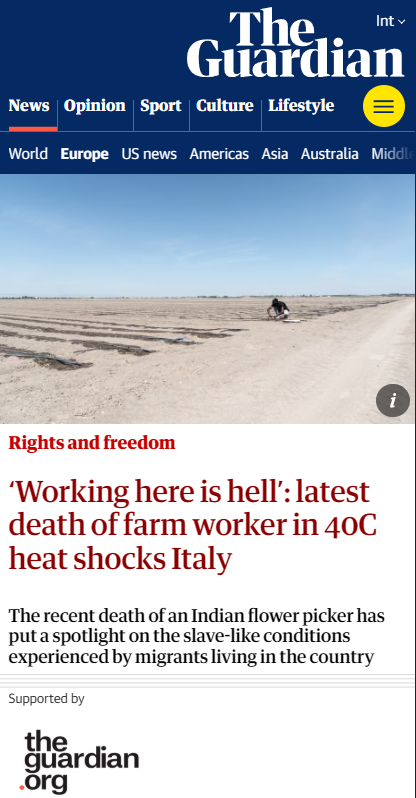 The
Guardian
Int
News
Opinion
Sport
Culture
Lifestyle
World
Europe
US news
Americas
Asia
Australia
Middl
i
Rights and freedom
‘Working here is hell’: latest
death of farm worker in 40C
heat shocks Italy
The recent death of an Indian flower picker has
put a spotlight on the slave-like conditions
experienced by migrants living in the country
Supported by
the
guardian
.org